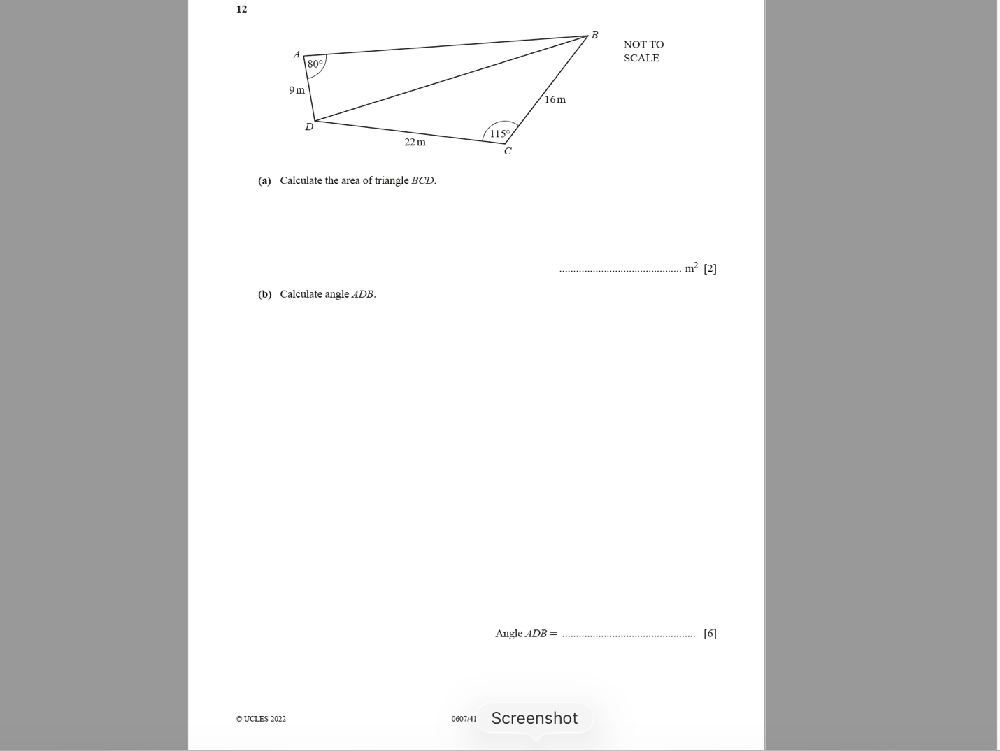 12
A
B
NOT TO
SCALE
80°
9 m
16 m
D
115°
22 m
C
(a) Calculate the area of triangle BCD.
............................................ m² [2]
(b) Calculate angle ADB.
Angle ADB = ................................................ [6]
© UCLES 2022
0607/41
Screenshot